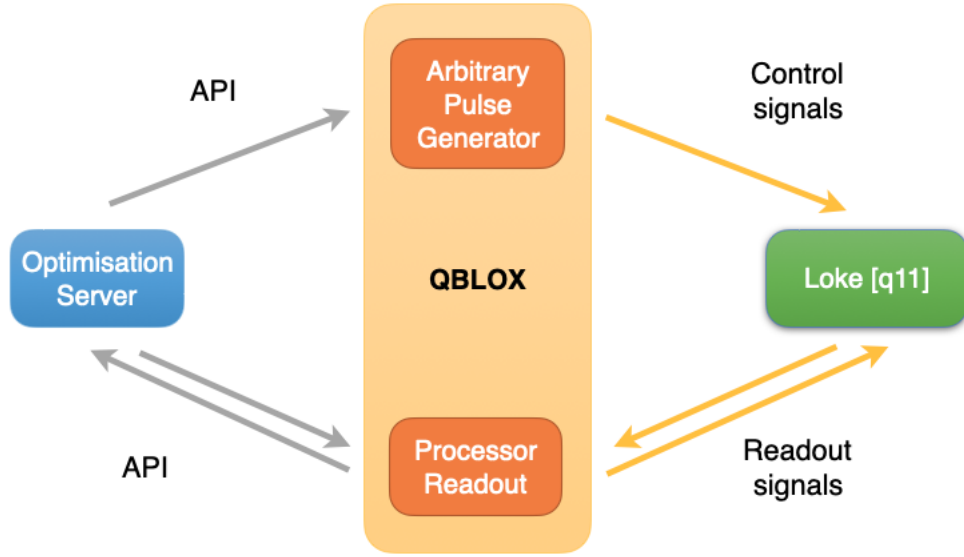 API
Arbitrary
Pulse
Generator
Control
signals
Optimisation
Server
QBLOX
Loke [q11]
API
Processor
Readout
Readout
signals